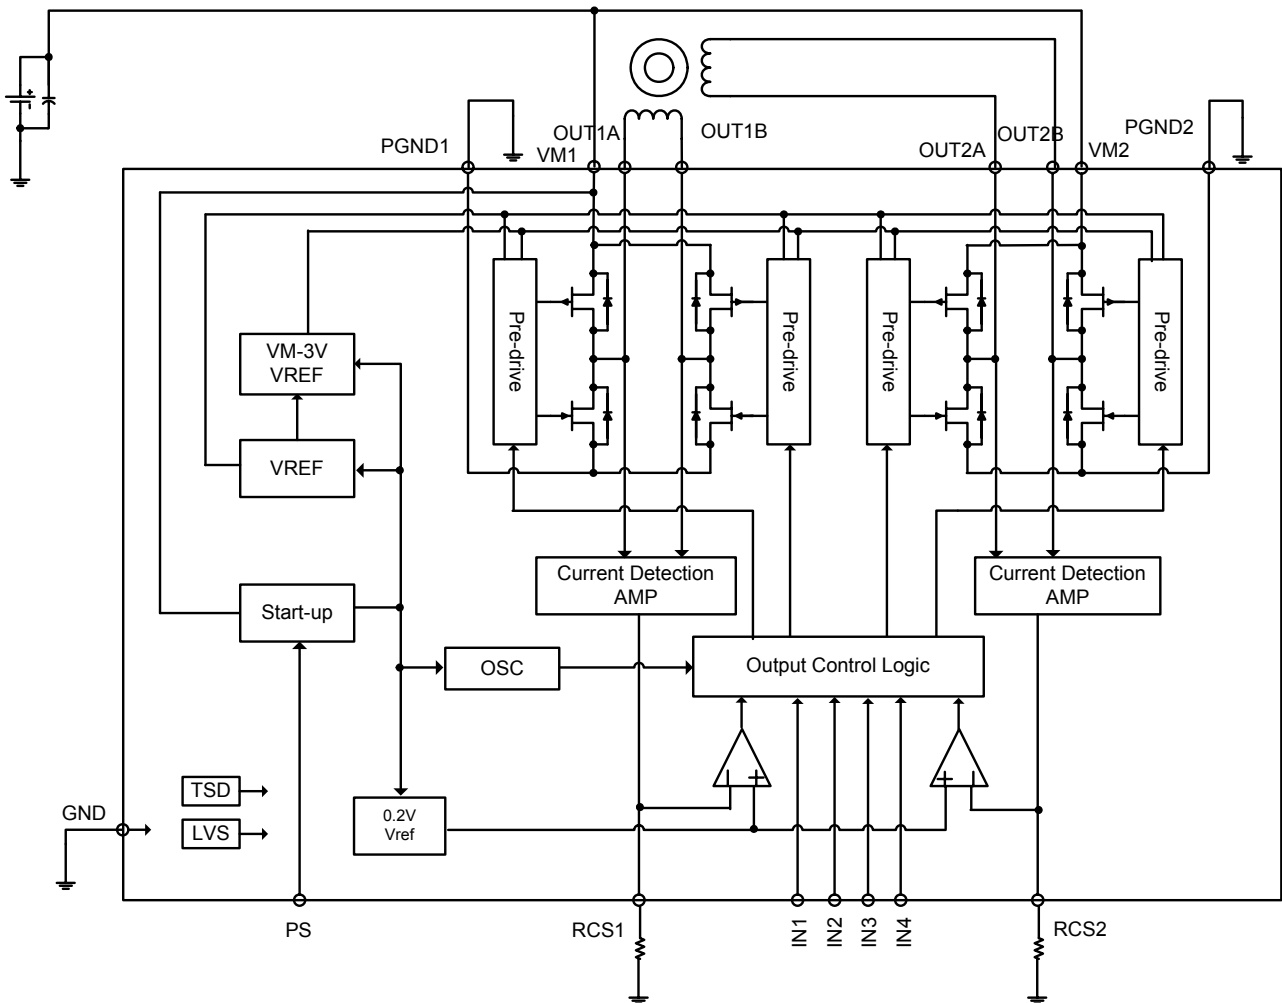 OUT1A
OUT1B
OUT2B
PGND1
PGND2
VM1
OUT2A
VM2
Pre-drive
Pre-drive
Pre-drive
Pre-drive
VM-3V
VREF
VREF
Current Detection
AMP
Current Detection
AMP
Start-up
OSC
Output Control Logic
TSD
GND
LVS
0.2V
Vref
PS
RCS1
IN1
IN2
IN3
IN4
RCS2